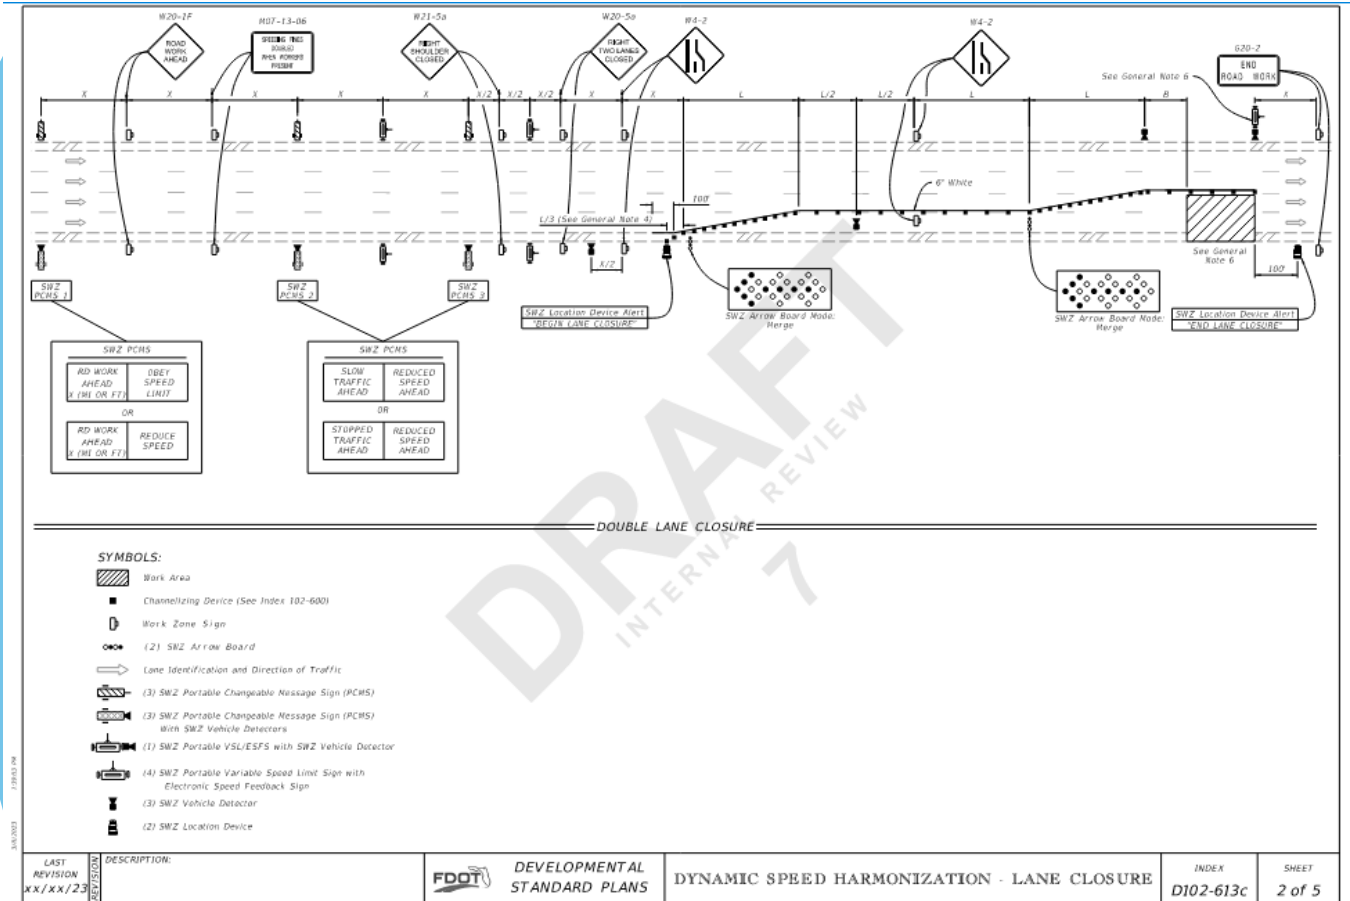 W20-1F
MOT-13-06
W21-5a
W20-5a
W4-2
W4-2
G20-2
ROAD
WORK
AHEAD
SPEEDING FINES
DOUBLED
WHEN WORKERS
PRESENT
RIGHT
SHOULDER
CLOSED
RIGHT
TWO LANES
CLOSED
END
ROAD WORK
See General Note 6
X X X X X X/2 X/2 X/2 X X L L/2 L/2 L L B X
6" White
100'
L/3 (See General Note 4)
X/2
See General
Note 6
100'
SWZ
PCMS 1
SWZ
PCMS 2
SWZ
PCMS 3
SWZ Location Device Alert
"BEGIN LANE CLOSURE"
SWZ Arrow Board Mode:
Merge
SWZ Arrow Board Mode:
Merge
SWZ Location Device Alert
"END LANE CLOSURE"
SWZ PCMS
RD WORK
AHEAD
X (MI OR FT)
OBEY
SPEED
LIMIT
OR
RD WORK
AHEAD
X (MI OR FT)
REDUCE
SPEED
SWZ PCMS
SLOW
TRAFFIC
AHEAD
REDUCED
SPEED
AHEAD
OR
STOPPED
TRAFFIC
AHEAD
REDUCED
SPEED
AHEAD
DRAFT
INTERNAL REVIEW
7
DOUBLE LANE CLOSURE
SYMBOLS:
Work Area
Channelizing Device (See Index 102-600)
Work Zone Sign
(2) SWZ Arrow Board
Lane Identification and Direction of Traffic
(3) SWZ Portable Changeable Message Sign (PCMS)
(3) SWZ Portable Changeable Message Sign (PCMS)
With SWZ Vehicle Detectors
(1) SWZ Portable VSL/ESFS with SWZ Vehicle Detector
(4) SWZ Portable Variable Speed Limit Sign with
Electronic Speed Feedback Sign
(3) SWZ Vehicle Detector
(2) SWZ Location Device
LAST
REVISION
xx/xx/23
REVISION
DESCRIPTION:
FDOT
DEVELOPMENTAL
STANDARD PLANS
DYNAMIC SPEED HARMONIZATION - LANE CLOSURE
INDEX
D102-613c
SHEET
2 of 5